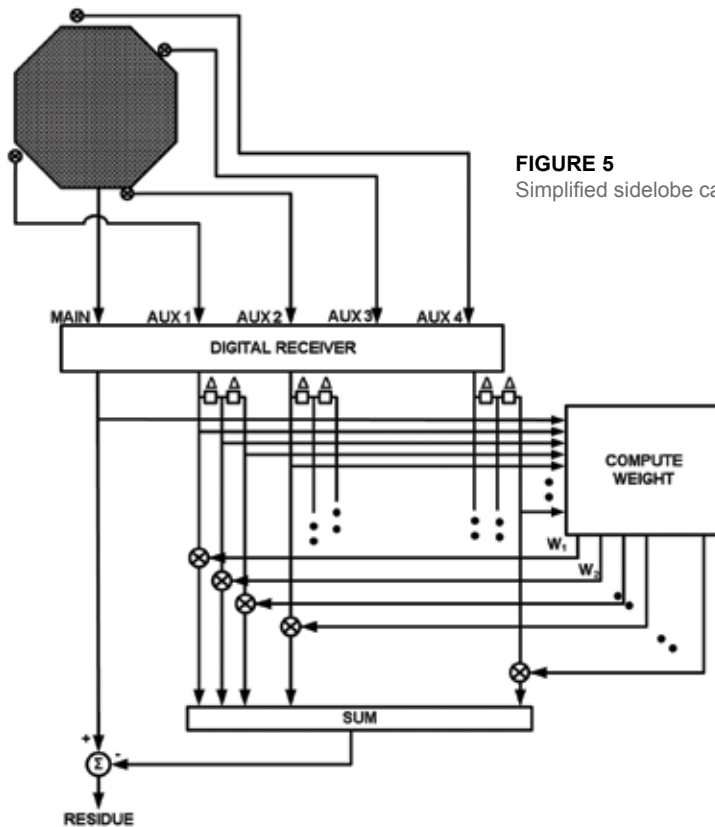 FIGURE 5
Simplified sidelobe ca
MAIN AUX 1 AUX 2 AUX 3 AUX 4
DIGITAL RECEIVER
Δ Δ Δ Δ Δ Δ
COMPUTE
WEIGHT
W1
W2
SUM
+ -
Σ
RESIDUE